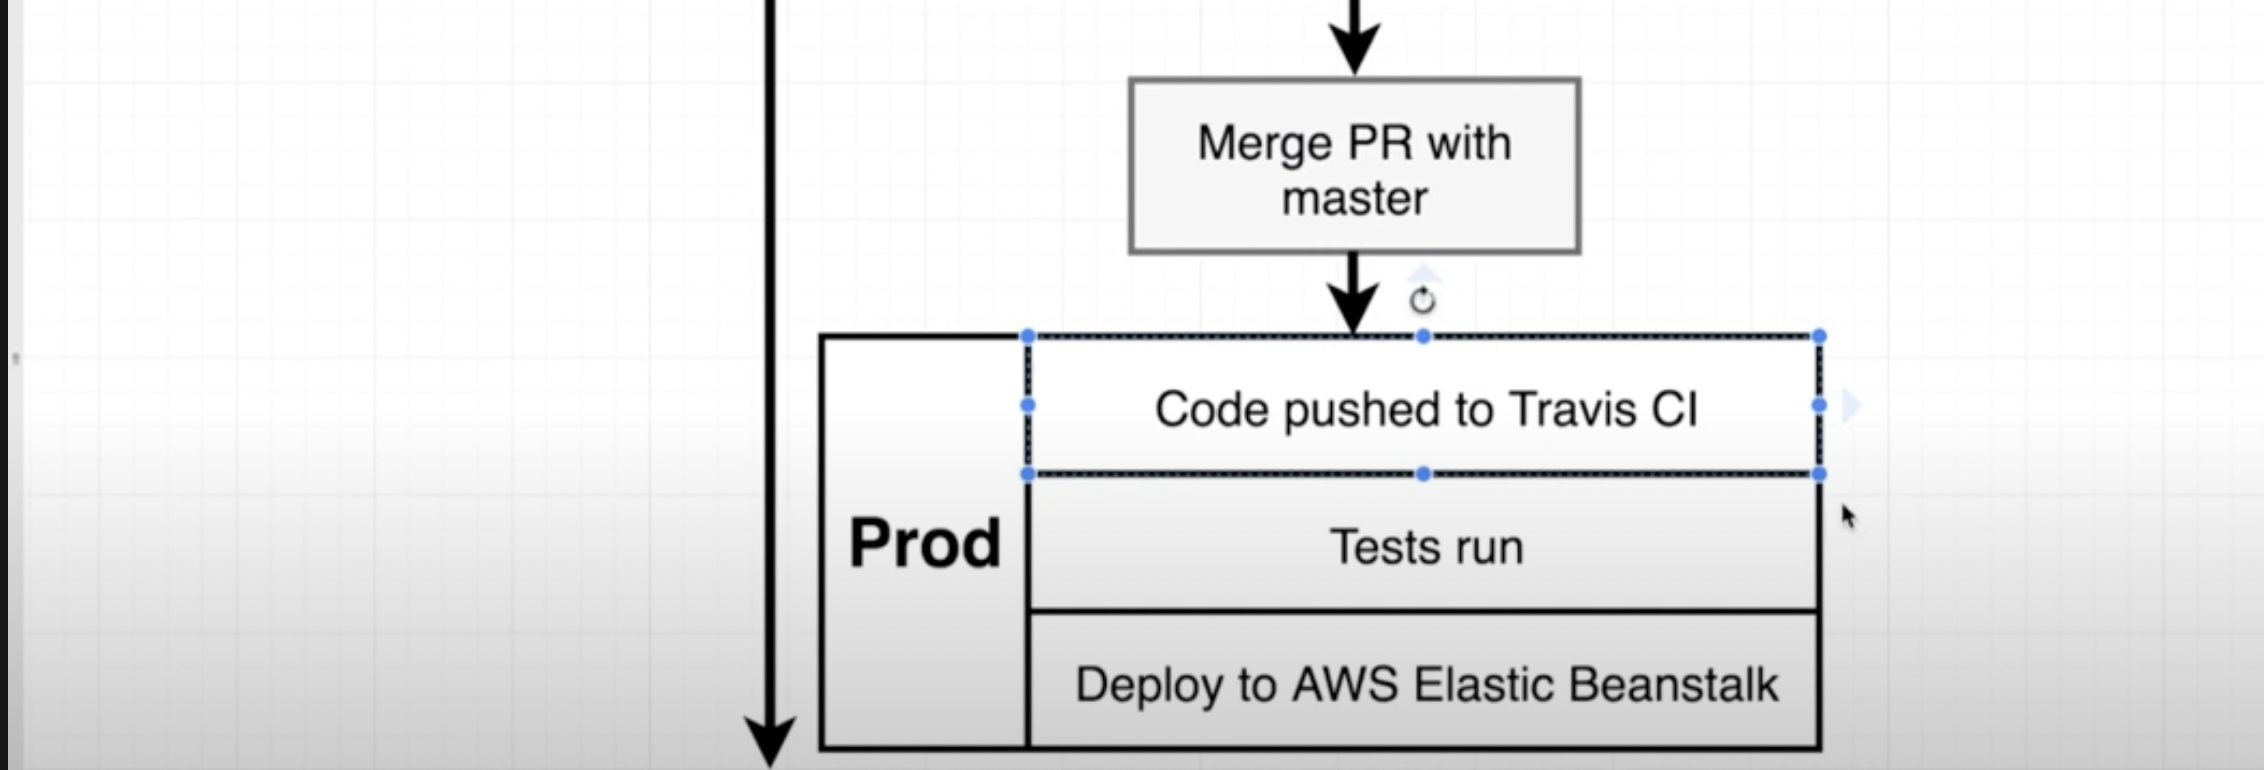 Merge PR with
master
Code pushed to Travis CI
Prod
Tests run
Deploy to AWS Elastic Beanstalk